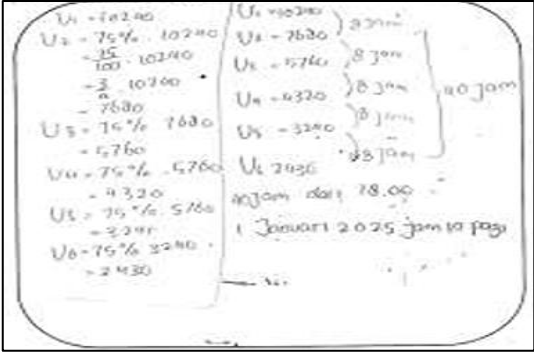 U1 = 10240
U2 = 75% . 10240
= 75/100 . 10240
= 3/4 . 10240
= 7680
U3 = 75% 7680
= 5760
U4 = 75% . 5760
= 4320
U5 = 75% . 5760
= 3240
U6 = 75% 3240
= 2430
U1 = 10240
U2 = 7680
U3 = 5760
U4 = 4320
U5 = 3240
U6 2430
8 jam
8 jam
8 jam
8 jam
8 jam
40 jam
40 jam dari 18.00
1 Januari 2025 jam 10 pagi